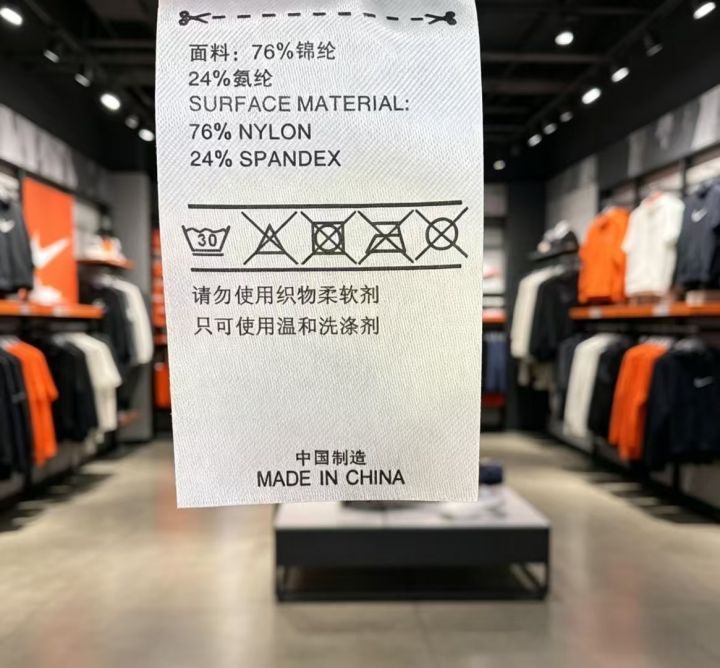 面料：76%锦纶
24%氨纶
SURFACE MATERIAL:
76% NYLON
24% SPANDEX
30
请勿使用织物柔软剂
只可使用温和洗涤剂
中国制造
MADE IN CHINA